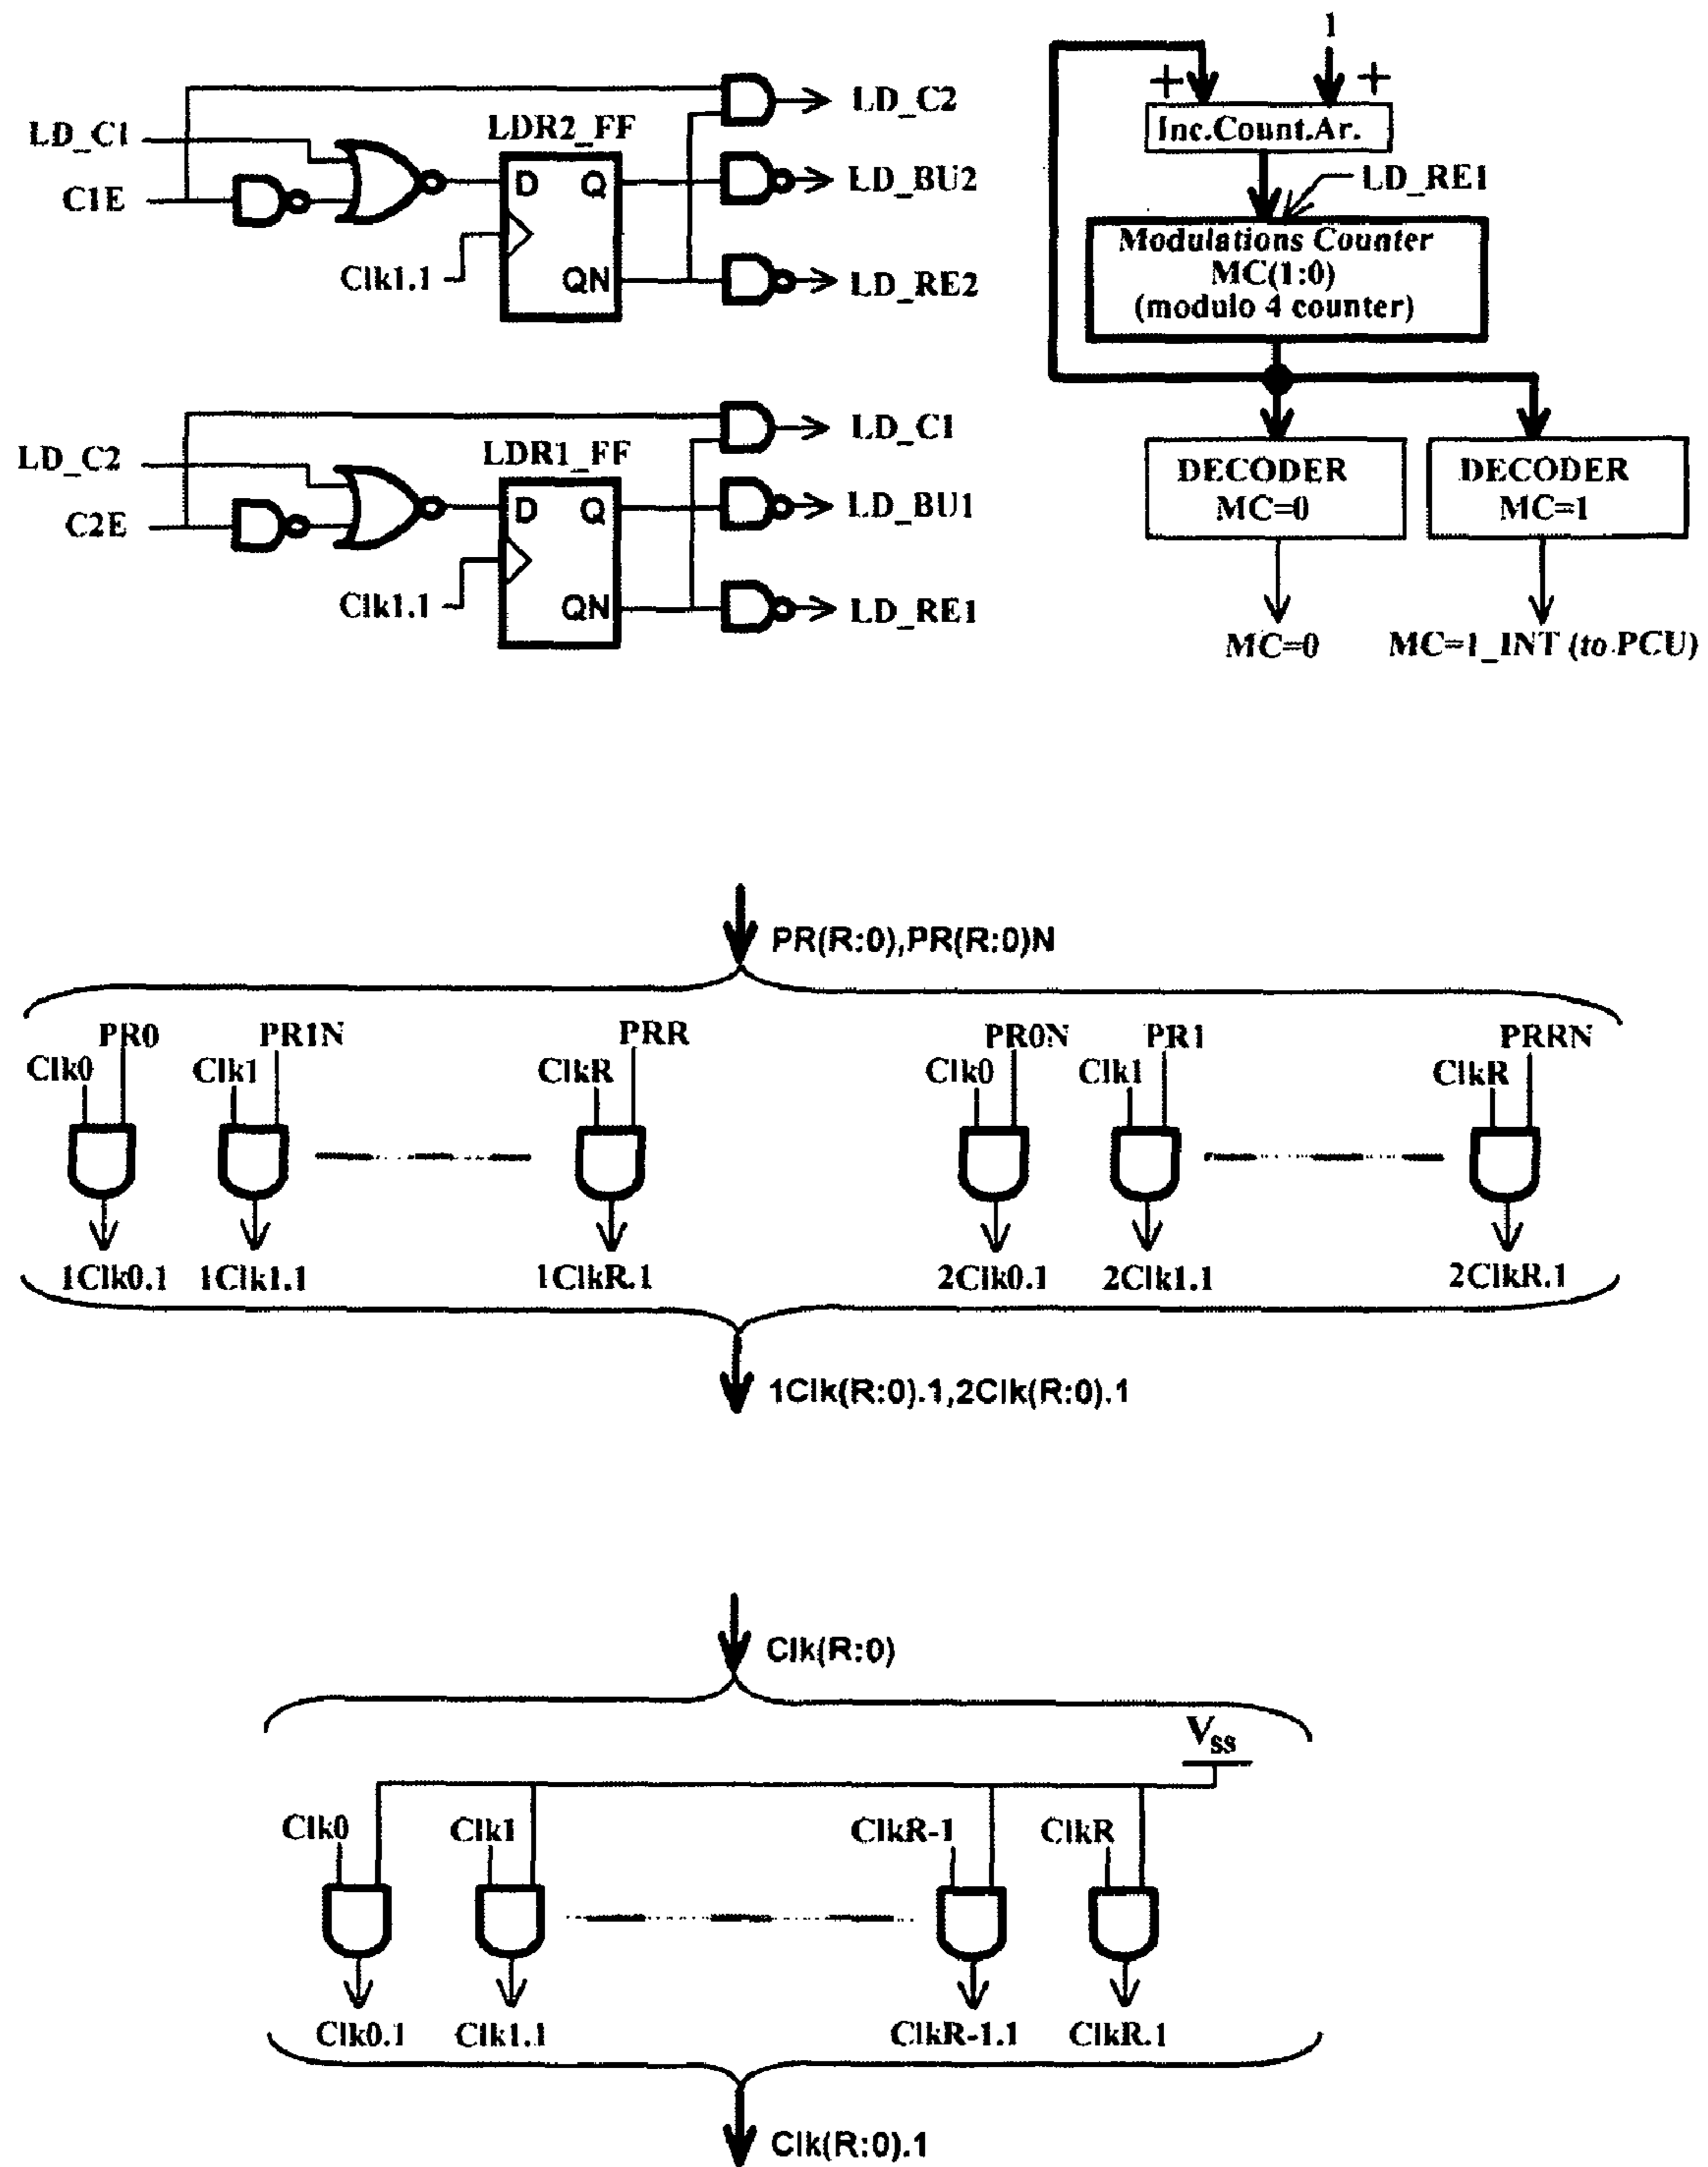 LD_C1
C1E
LDR2_FF
D Q
QN
Clk1.1
LD_C2
LD_BU2
LD_RE2
LD_C2
C2E
LDR1_FF
D Q
QN
Clk1.1
LD_C1
LD_BU1
LD_RE1
1
+ +
Inc.Count.Ar.
LD_RE1
Modulations Counter
MC(1:0)
(modulo 4 counter)
DECODER
MC=0
DECODER
MC=1
MC=0
MC=1_INT (to PCU)
PR(R:0),PR(R:0)N
PR0 PR1N PRR PR0N PR1 PRRN
Clk0 Clk1 ClkR Clk0 Clk1 ClkR
1Clk0.1 1Clk1.1 1ClkR.1 2Clk0.1 2Clk1.1 2ClkR.1
1Clk(R:0).1,2Clk(R:0).1
Clk(R:0)
Vss
Clk0 Clk1 ClkR-1 ClkR
Clk0.1 Clk1.1 ClkR-1.1 ClkR.1
Clk(R:0).1